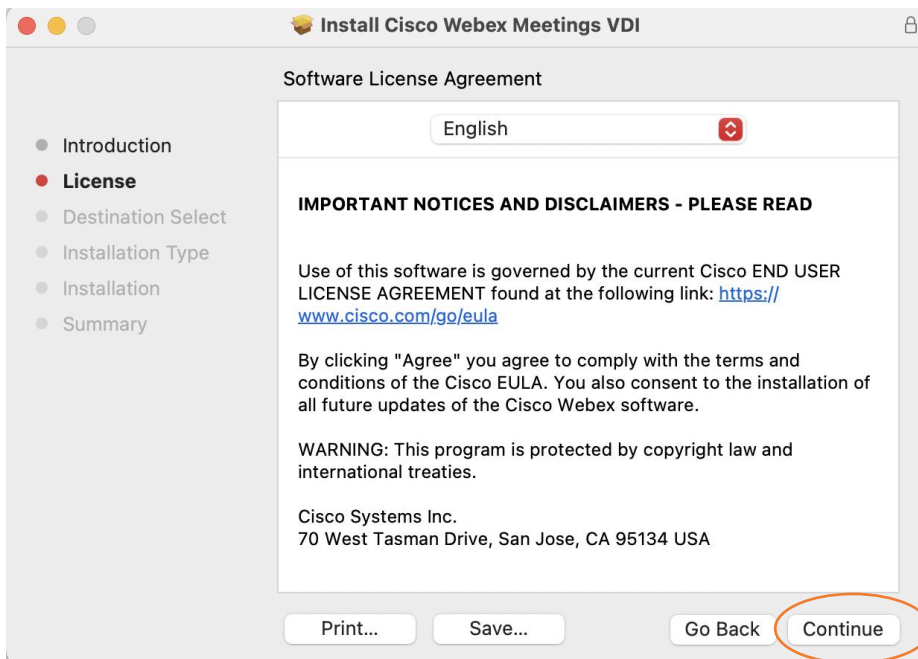 Install Cisco Webex Meetings VDI
Software License Agreement
Introduction
License
Destination Select
Installation Type
Installation
Summary
English
IMPORTANT NOTICES AND DISCLAIMERS - PLEASE READ
Use of this software is governed by the current Cisco END USER
LICENSE AGREEMENT found at the following link: https://
www.cisco.com/go/eula
By clicking "Agree" you agree to comply with the terms and
conditions of the Cisco EULA. You also consent to the installation of
all future updates of the Cisco Webex software.
WARNING: This program is protected by copyright law and
international treaties.
Cisco Systems Inc.
70 West Tasman Drive, San Jose, CA 95134 USA
Print... Save... Go Back Continue